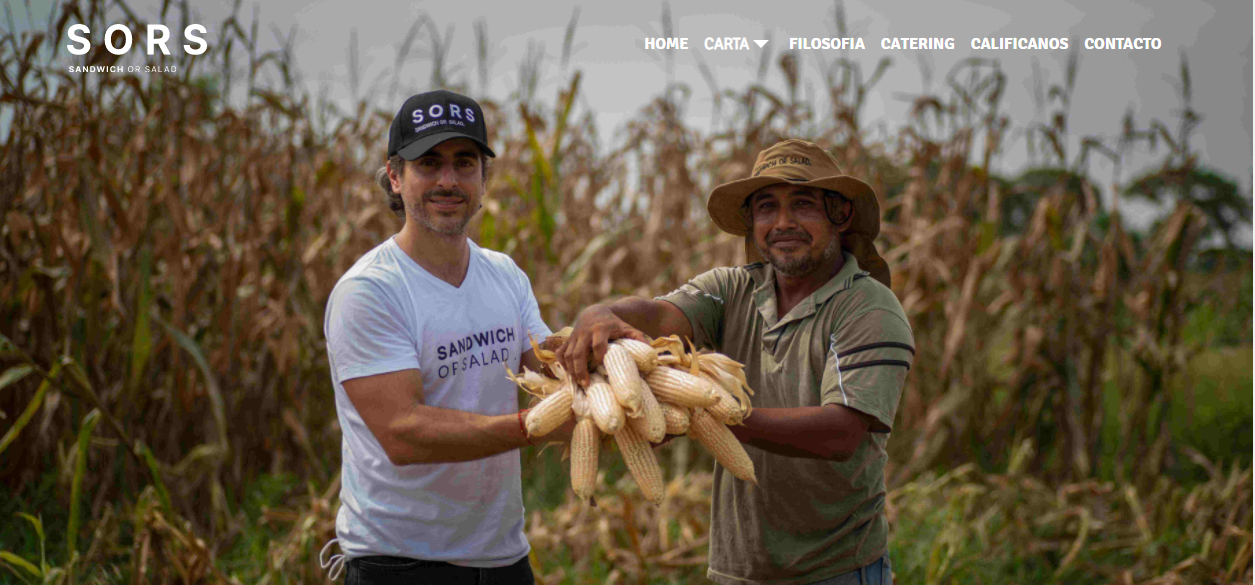 SORS
SANDWICH OR SALAD
HOME CARTA FILOSOFIA CATERING CALIFICANOS CONTACTO
SORS
SANDWICH OR SALAD.
OR SALAD.
SANDWICH
OR SALAD.